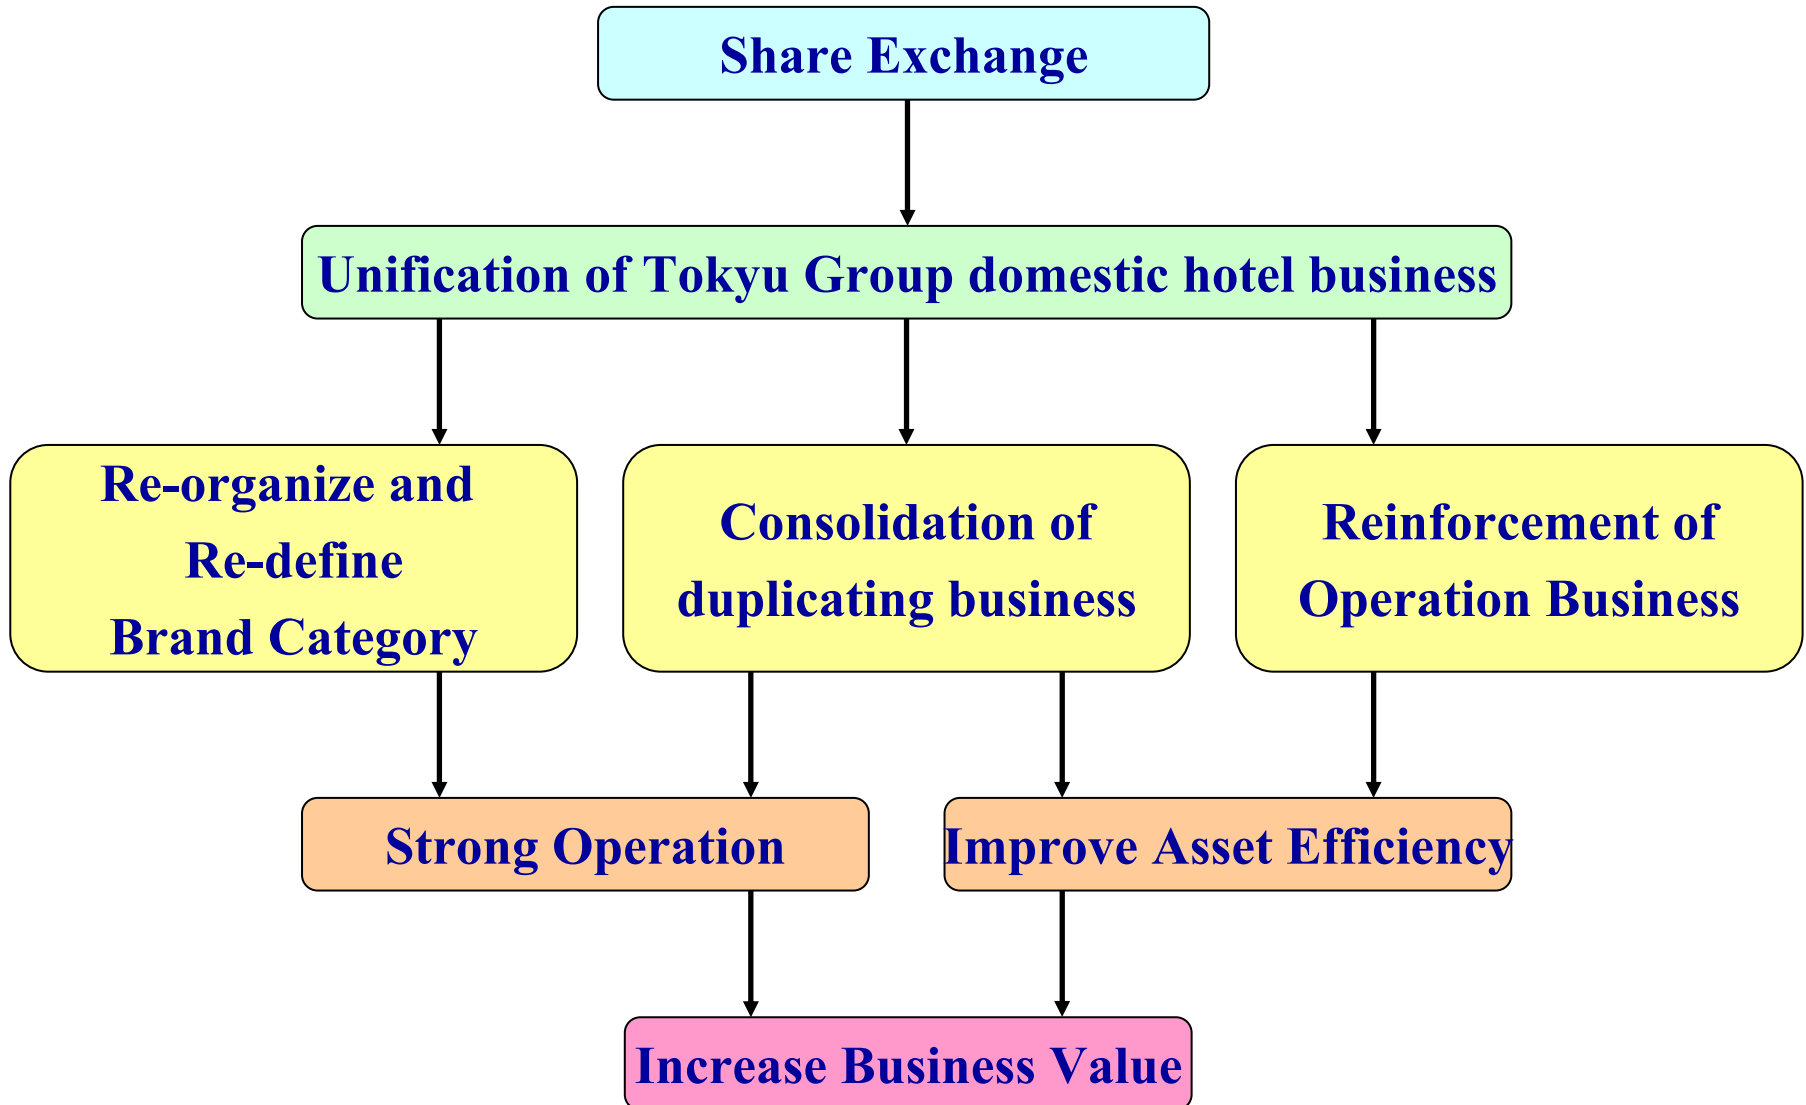 Share Exchange
Unification of Tokyu Group domestic hotel business
Re-organize and
Re-define
Brand Category
Consolidation of
duplicating business
Reinforcement of
Operation Business
Strong Operation
Improve Asset Efficiency
Increase Business Value